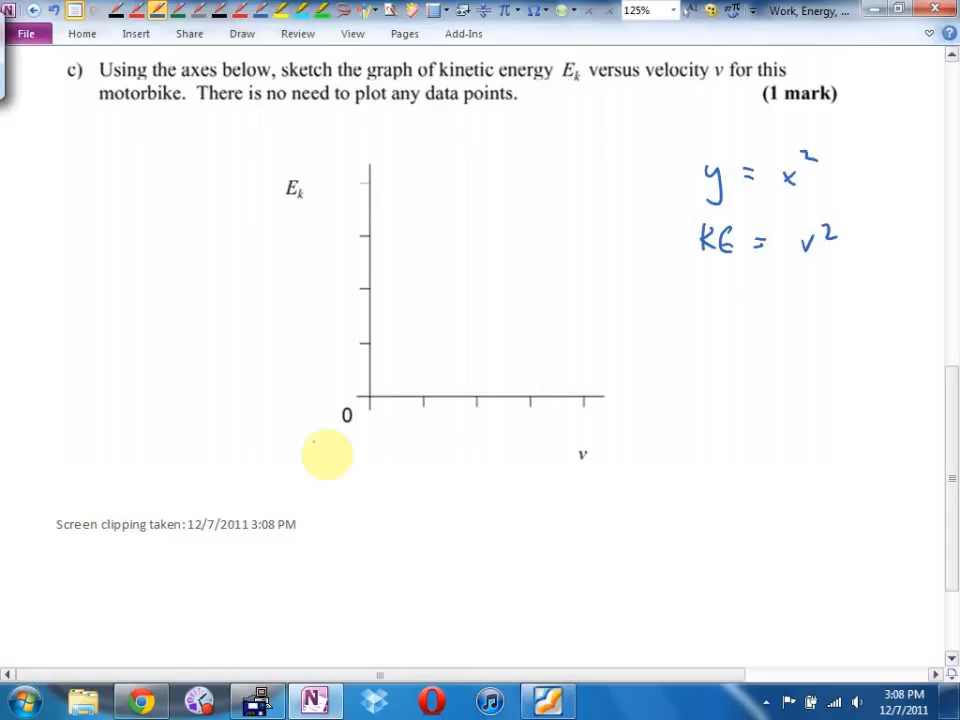 125%
Work, Energy, ...
File Home Insert Share Draw Review View Pages Add-Ins
c) Using the axes below, sketch the graph of kinetic energy Eₖ versus velocity v for this
motorbike. There is no need to plot any data points. (1 mark)
y = x²
Eₖ
KE = v²
0
v
Screen clipping taken: 12/7/2011 3:08 PM
3:08 PM
12/7/2011